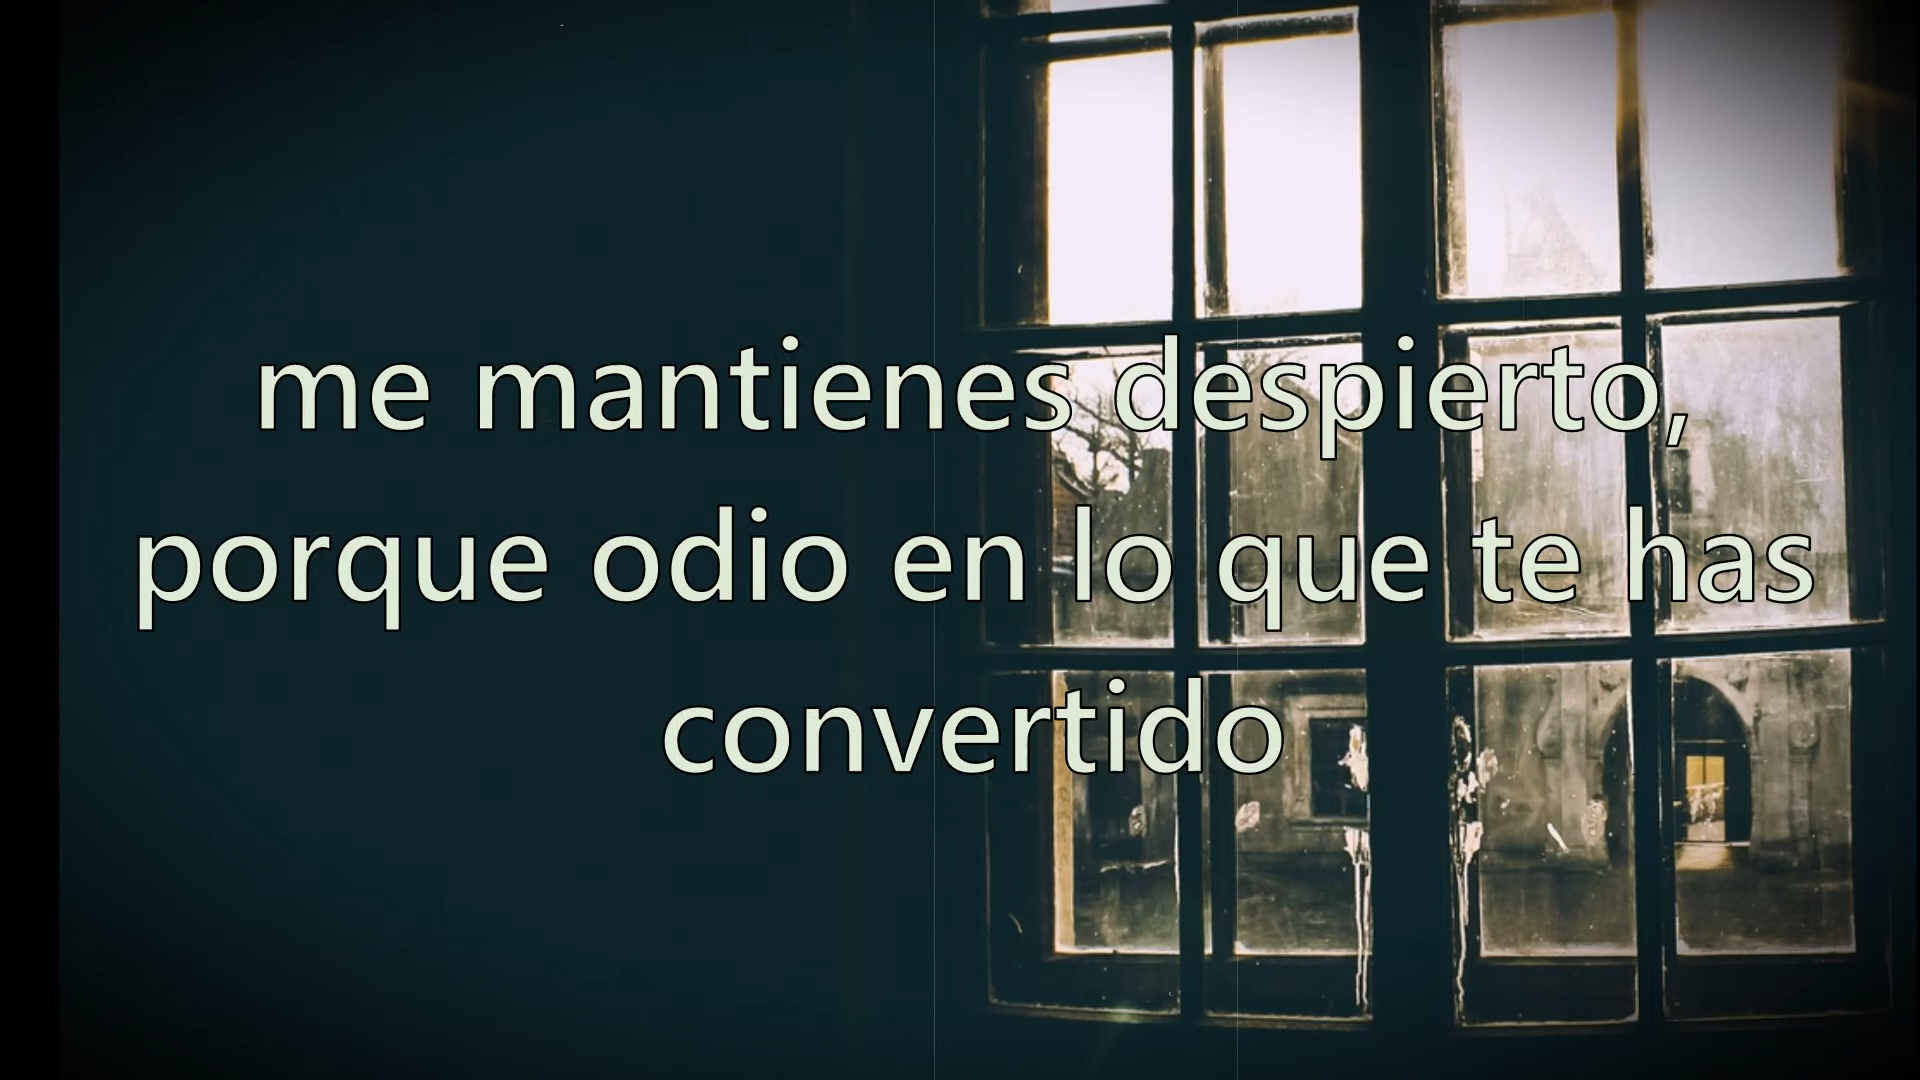 me mantienes despierto,
porque odio en lo que te has
convertido